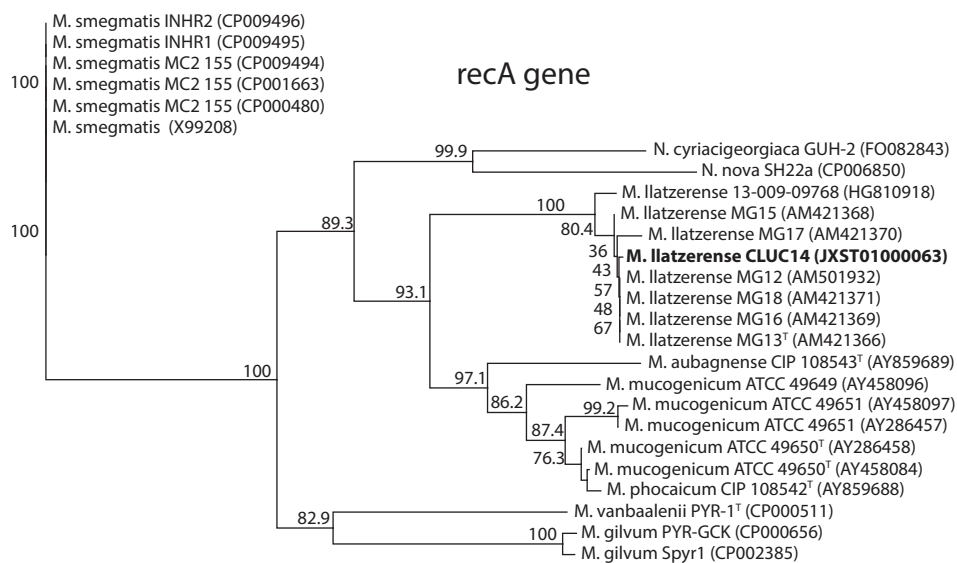 M. smegmatis INHR2 (CP009496)
M. smegmatis INHR1 (CP009495)
M. smegmatis MC2 155 (CP009494)
100
M. smegmatis MC2 155 (CP001663)
M. smegmatis MC2 155 (CP000480)
M. smegmatis (X99208)
recA gene
99.9
N. cyriacigeorgiaca GUH-2 (FO082843)
N. nova SH22a (CP006850)
M. llatzerense 13-009-09768 (HG810918)
100
M. llatzerense MG15 (AM421368)
89.3
80.4
100
M. llatzerense MG17 (AM421370)
36
M. llatzerense CLUC14 (JXST01000063)
43
M. llatzerense MG12 (AM501932)
57
93.1
M. llatzerense MG18 (AM421371)
48
M. llatzerense MG16 (AM421369)
67
M. llatzerense MG13ᵀ (AM421366)
M. aubagnense CIP 108543ᵀ (AY859689)
100
97.1
M. mucogenicum ATCC 49649 (AY458096)
86.2
99.2
M. mucogenicum ATCC 49651 (AY458097)
M. mucogenicum ATCC 49651 (AY286457)
87.4
M. mucogenicum ATCC 49650ᵀ (AY286458)
76.3
M. mucogenicum ATCC 49650ᵀ (AY458084)
M. phocaicum CIP 108542ᵀ (AY859688)
82.9
M. vanbaalenii PYR-1ᵀ (CP000511)
100
M. gilvum PYR-GCK (CP000656)
M. gilvum Spyr1 (CP002385)